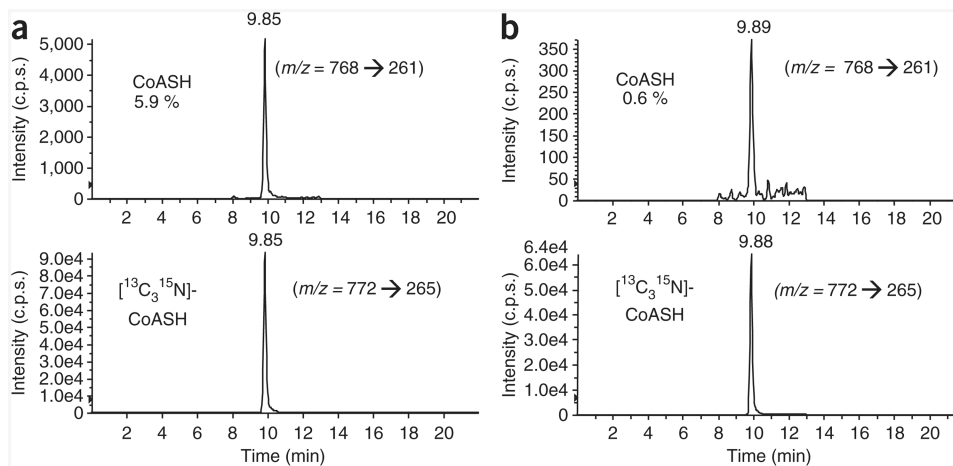 a
9.85
5,000
4,000
3,000
2,000
1,000
0
Intensity (c.p.s.)
CoASH
5.9 %
(m/z = 768 → 261)
2 4 6 8 10 12 14 16 18 20
9.85
9.0e4
8.0e4
7.0e4
6.0e4
5.0e4
4.0e4
3.0e4
2.0e4
1.0e4
0
Intensity (c.p.s.)
[¹³C₃¹⁵N]-
CoASH
(m/z = 772 → 265)
2 4 6 8 10 12 14 16 18 20
Time (min)
b
9.89
350
300
350
200
150
100
50
0
Intensity (c.p.s.)
CoASH
0.6 %
(m/z = 768 → 261)
2 4 6 8 10 12 14 16 18 20
9.88
6.4e4
6.0e4
5.0e4
4.0e4
3.0e4
2.0e4
1.0e4
0
Intensity (c.p.s.)
[¹³C₃¹⁵N]-
CoASH
(m/z = 772 → 265)
2 4 6 8 10 12 14 16 18 20
Time (min)